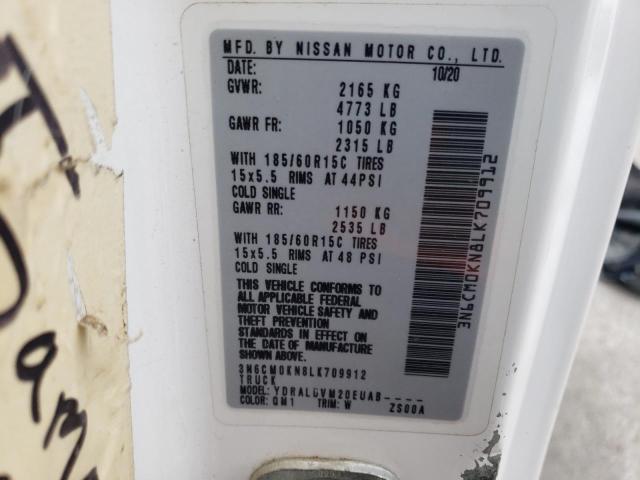 MFD. BY NISSAN MOTOR CO., LTD.
DATE: 10/20
GVWR: 2165 KG
4773 LB
GAWR FR: 1050 KG
2315 LB
WITH 185/60R15C TIRES
15x5.5 RIMS AT 44PSI
COLD SINGLE
GAWR RR: 1150 KG
2535 LB
WITH 185/60R15C TIRES
15x5.5 RIMS AT 48 PSI
COLD SINGLE
THIS VEHICLE CONFORMS TO
ALL APPLICABLE FEDERAL
MOTOR VEHICLE SAFETY AND
THEFT PREVENTION
STANDARDS IN EFFECT ON
THE DATE OF MANUFACTURE
SHOWN ABOVE.
3N6CM0KN8LK709912
TRUCK
MODEL: YDRALDVM20EUAB----
COLOR: QM1 TRIM: W ZS00A
3N6CM0KN8LK709912
am